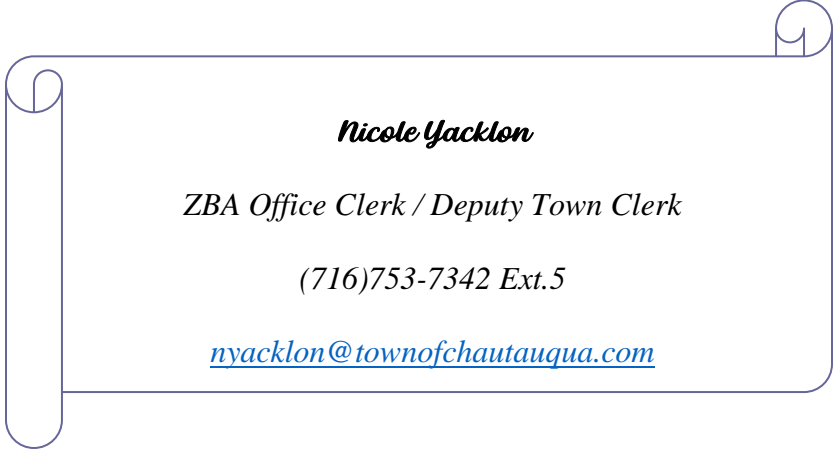 Nicole Yacklon
ZBA Office Clerk / Deputy Town Clerk
(716)753-7342 Ext.5
nyacklon@townofchautauqua.com